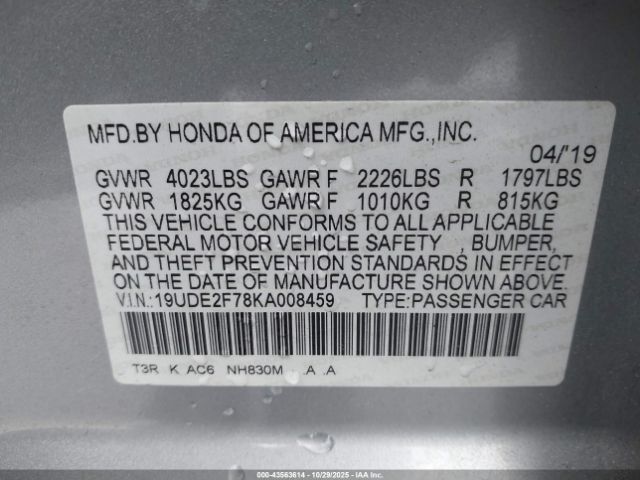 MFD.BY HONDA OF AMERICA MFG.,INC.
04/'19
GVWR 4023LBS GAWR F 2226LBS R 1797LBS
GVWR 1825KG GAWR F 1010KG R 815KG
THIS VEHICLE CONFORMS TO ALL APPLICABLE
FEDERAL MOTOR VEHICLE SAFETY , BUMPER,
AND THEFT PREVENTION STANDARDS IN EFFECT
ON THE DATE OF MANUFACTURE SHOWN ABOVE.
V.I.N.:19UDE2F78KA008459 TYPE:PASSENGER CAR
T3R K AC6 NH830M .A .A
000-43563614 | 10/29/2025 | IAAI.COM